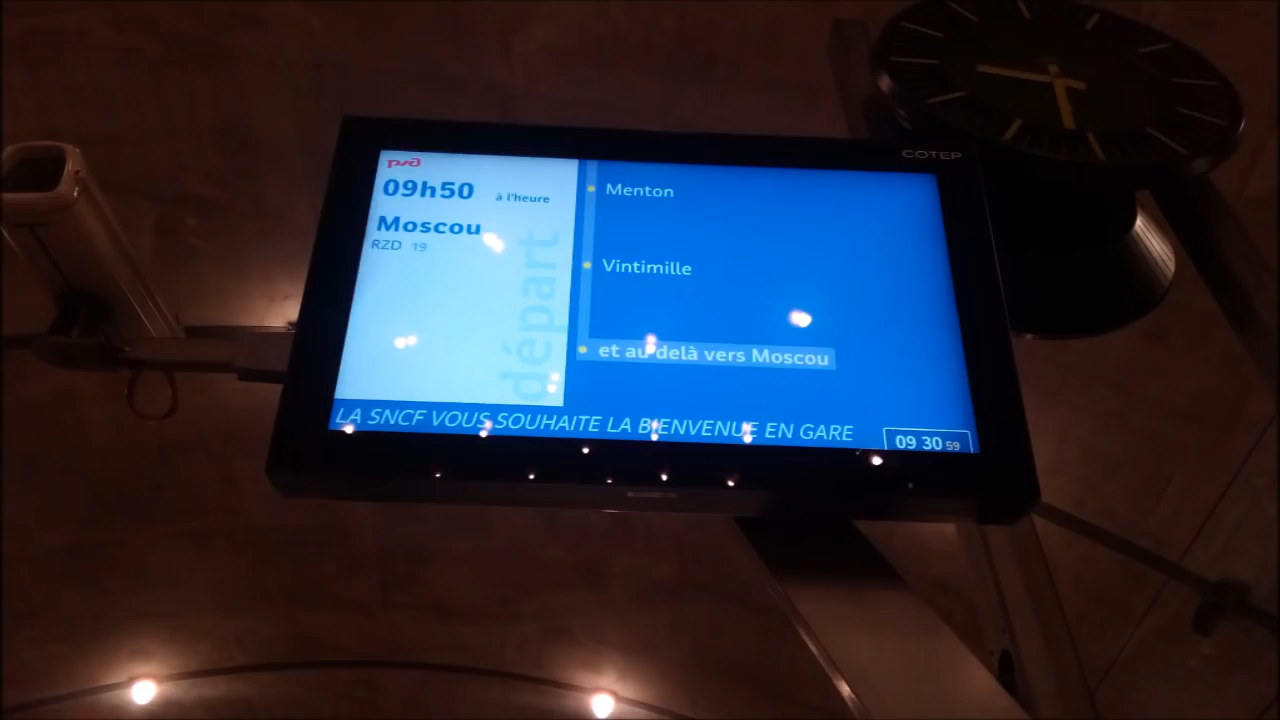 COTEP
ржд
09h50 à l'heure
Moscou
RZD 19
départ
Menton
Vintimille
et au delà vers Moscou
LA SNCF VOUS SOUHAITE LA BIENVENUE EN GARE
09 30 59